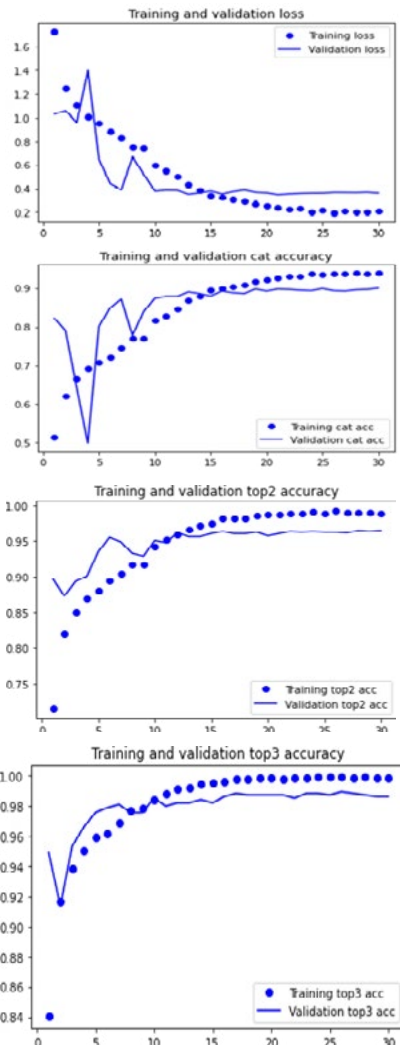 Training and validation loss
Training loss
Validation loss
1.6
1.4
1.2
1.0
0.8
0.6
0.4
0.2
0 5 10 15 20 25 30
Training and validation cat accuracy
0.9
0.8
0.7
0.6
0.5
Training cat acc
Validation cat acc
0 5 10 15 20 25 30
Training and validation top2 accuracy
1.00
0.95
0.90
0.85
0.80
0.75
Training top2 acc
Validation top2 acc
0 5 10 15 20 25 30
Training and validation top3 accuracy
1.00
0.98
0.96
0.94
0.92
0.90
0.88
0.86
0.84
Training top3 acc
Validation top3 acc
0 5 10 15 20 25 30